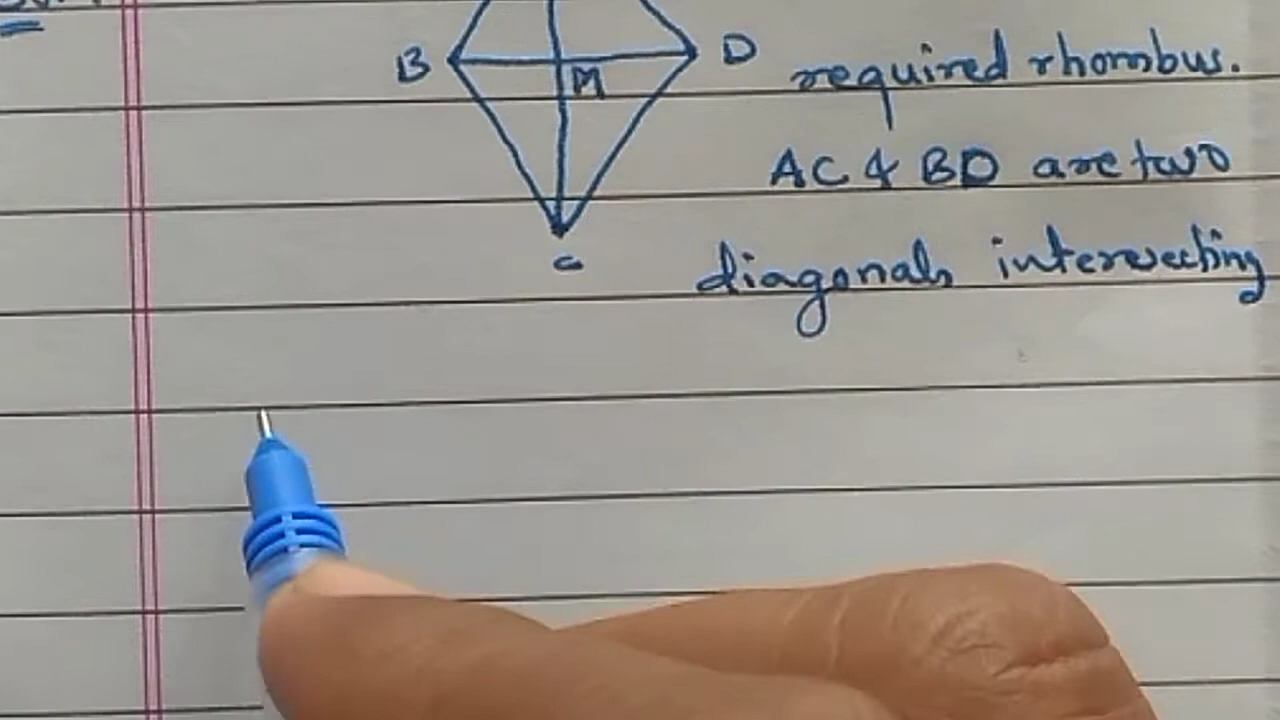 B
D
M
required rhombus.
AC & BD are two
C
diagonals intersecting